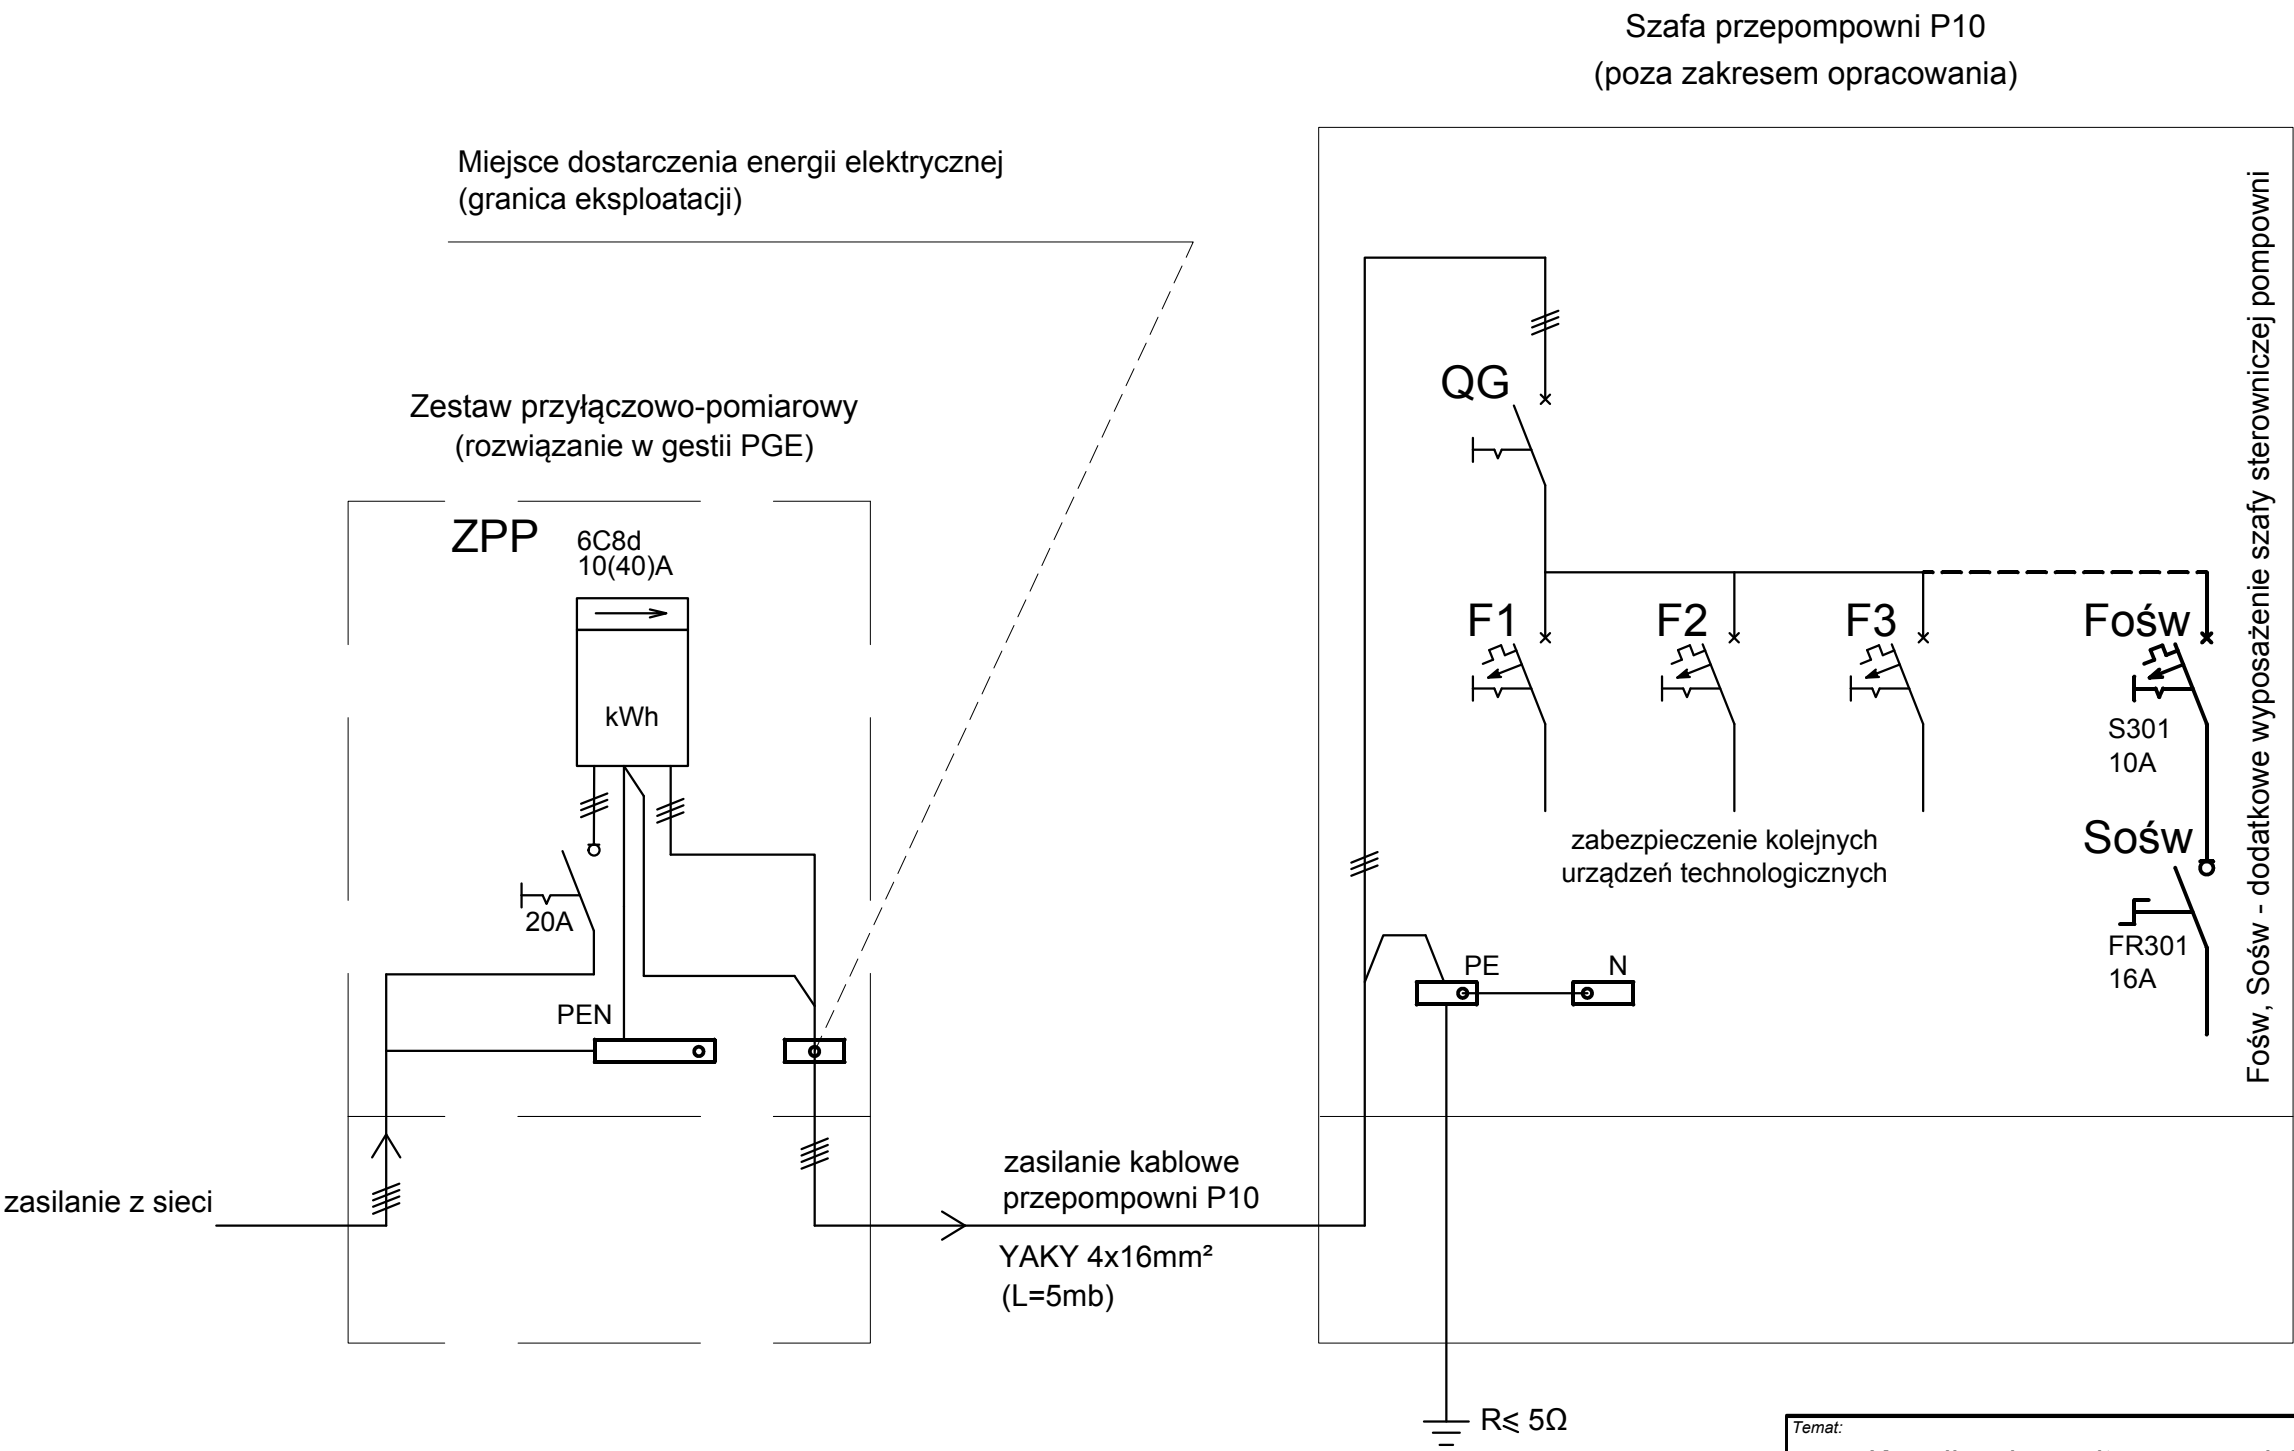 Szafa przepompowni P10
(poza zakresem opracowania)
Miejsce dostarczenia energii elektrycznej
(granica eksploatacji)
Zestaw przyłączowo-pomiarowy
(rozwiązanie w gestii PGE)
ZPP
6C8d
10(40)A
kWh
20A
PEN
zasilanie z sieci
zasilanie kablowe
przepompowni P10
YAKY 4x16mm²
(L=5mb)
QG
F1
F2
F3
Fośw
S301
10A
zabezpieczenie kolejnych
urządzeń technologicznych
Sośw
FR301
16A
PE
N
Fośw, Sośw - dodatkowe wyposażenie szafy sterowniczej pompowni
R⩽ 5Ω
Temat: